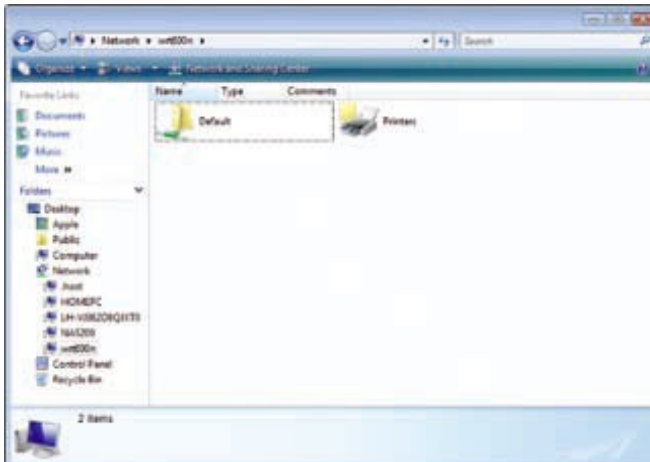 Network ▸ wrt600n ▸
Search
Organize Views Network and Sharing Center
Favorite Links
Documents
Pictures
Music
More »
Folders
Desktop
Apple
Public
Computer
Network
HOMEPC
NAS200
wrt600n
Control Panel
Recycle Bin
Name Type Comments
Default
Printers
2 items